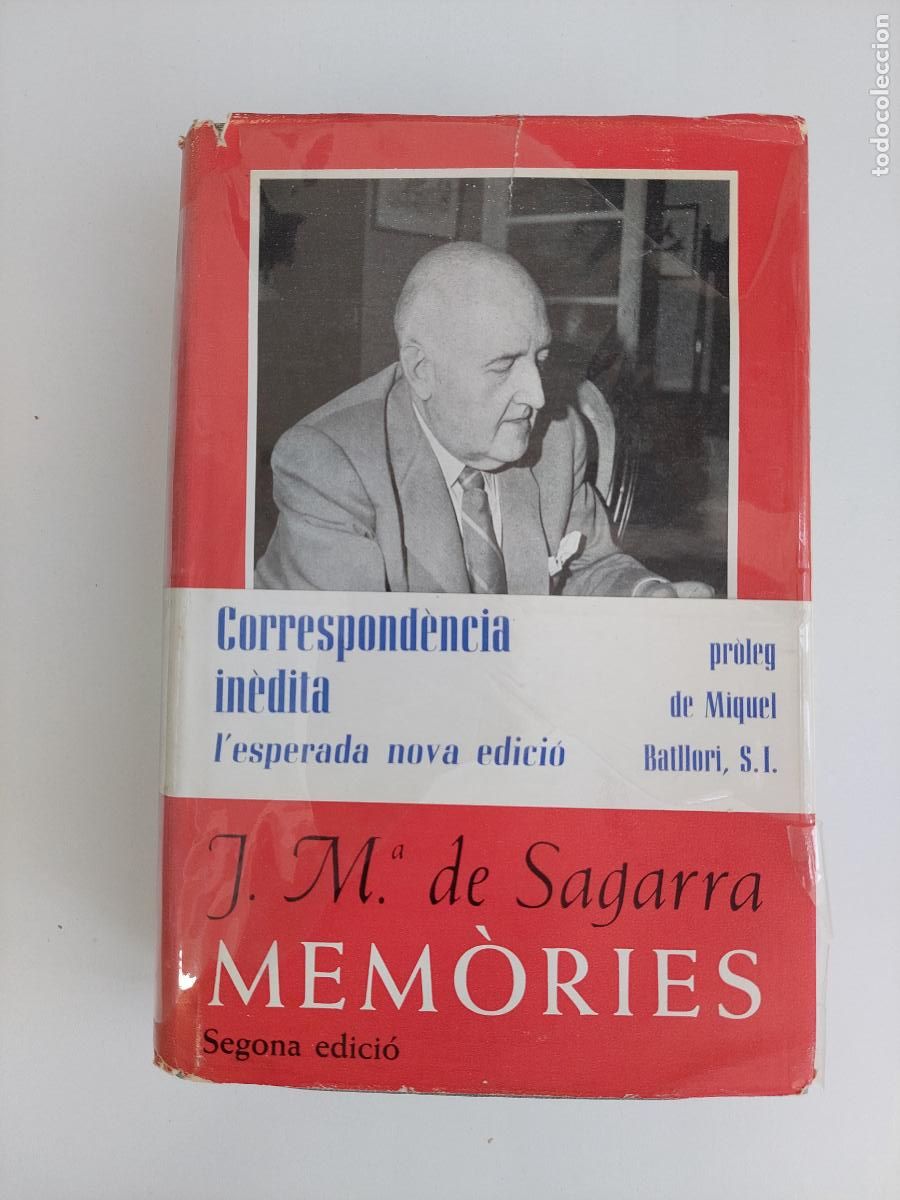 todocoleccion
Correspondència
inèdita
l'esperada nova edició
pròleg
de Miquel
Batllori, S.I.
J. M.ª de Sagarra
MEMÒRIES
Segona edició